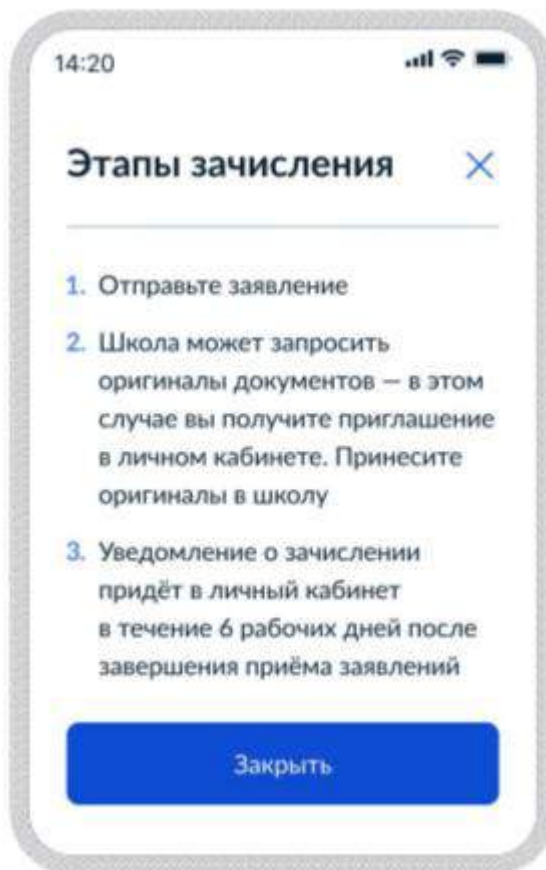 14:20
Этапы зачисления
1. Отправьте заявление
2. Школа может запросить
оригиналы документов — в этом
случае вы получите приглашение
в личном кабинете. Принесите
оригиналы в школу
3. Уведомление о зачислении
придёт в личный кабинет
в течение 6 рабочих дней после
завершения приёма заявлений
Закрыть